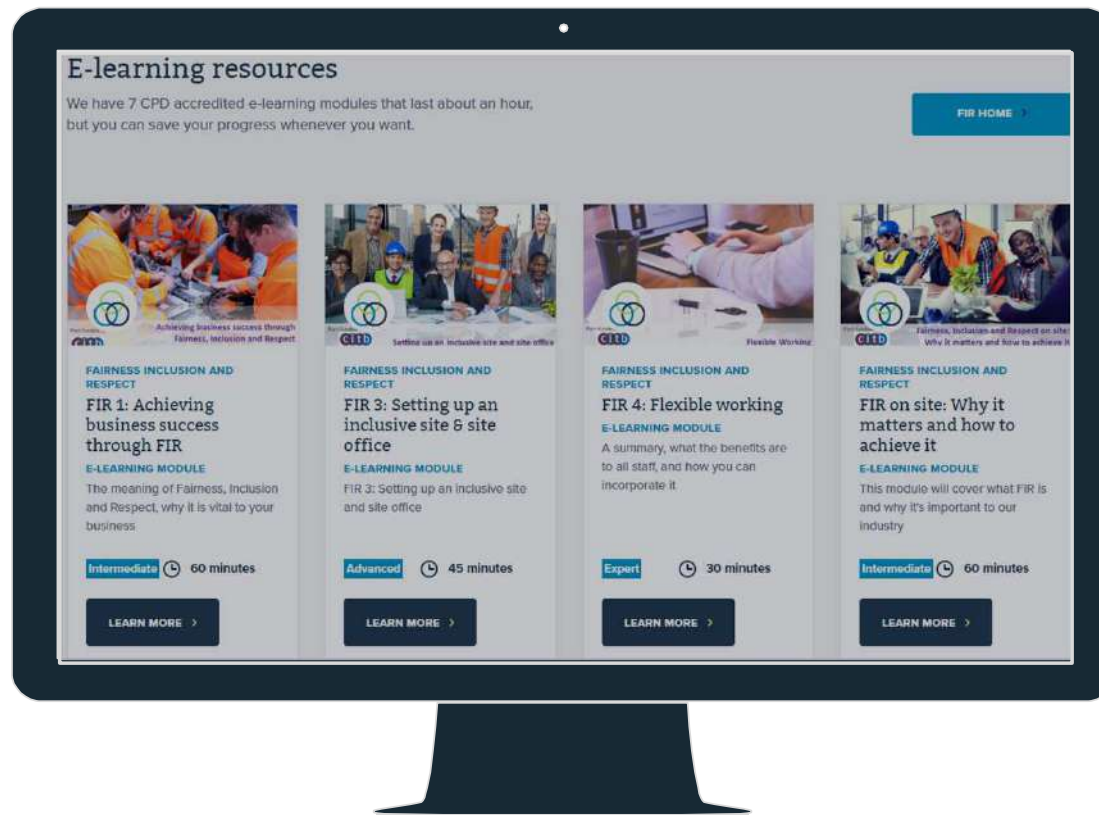 E-learning resources
We have 7 CPD accredited e-learning modules that last about an hour,
but you can save your progress whenever you want.
FIR HOME >
Achieving business success through
Fairness, Inclusion and Respect
FAIRNESS INCLUSION AND
RESPECT
FIR 1: Achieving
business success
through FIR
E-LEARNING MODULE
The meaning of Fairness, Inclusion
and Respect, why it is vital to your
business
Intermediate 60 minutes
LEARN MORE >
citb
Setting up an inclusive site and site office
FAIRNESS INCLUSION AND
RESPECT
FIR 3: Setting up an
inclusive site & site
office
E-LEARNING MODULE
FIR 3: Setting up an inclusive site
and site office
Advanced 45 minutes
LEARN MORE >
citb
Flexible Working
FAIRNESS INCLUSION AND
RESPECT
FIR 4: Flexible working
E-LEARNING MODULE
A summary, what the benefits are
to all staff, and how you can
incorporate it
Expert 30 minutes
LEARN MORE >
Fairness, Inclusion and Respect on site
Why it matters and how to achieve it
citb
FAIRNESS INCLUSION AND
RESPECT
FIR on site: Why it
matters and how to
achieve it
E-LEARNING MODULE
This module will cover what FIR is
and why it's important to our
industry
Intermediate 60 minutes
LEARN MORE >